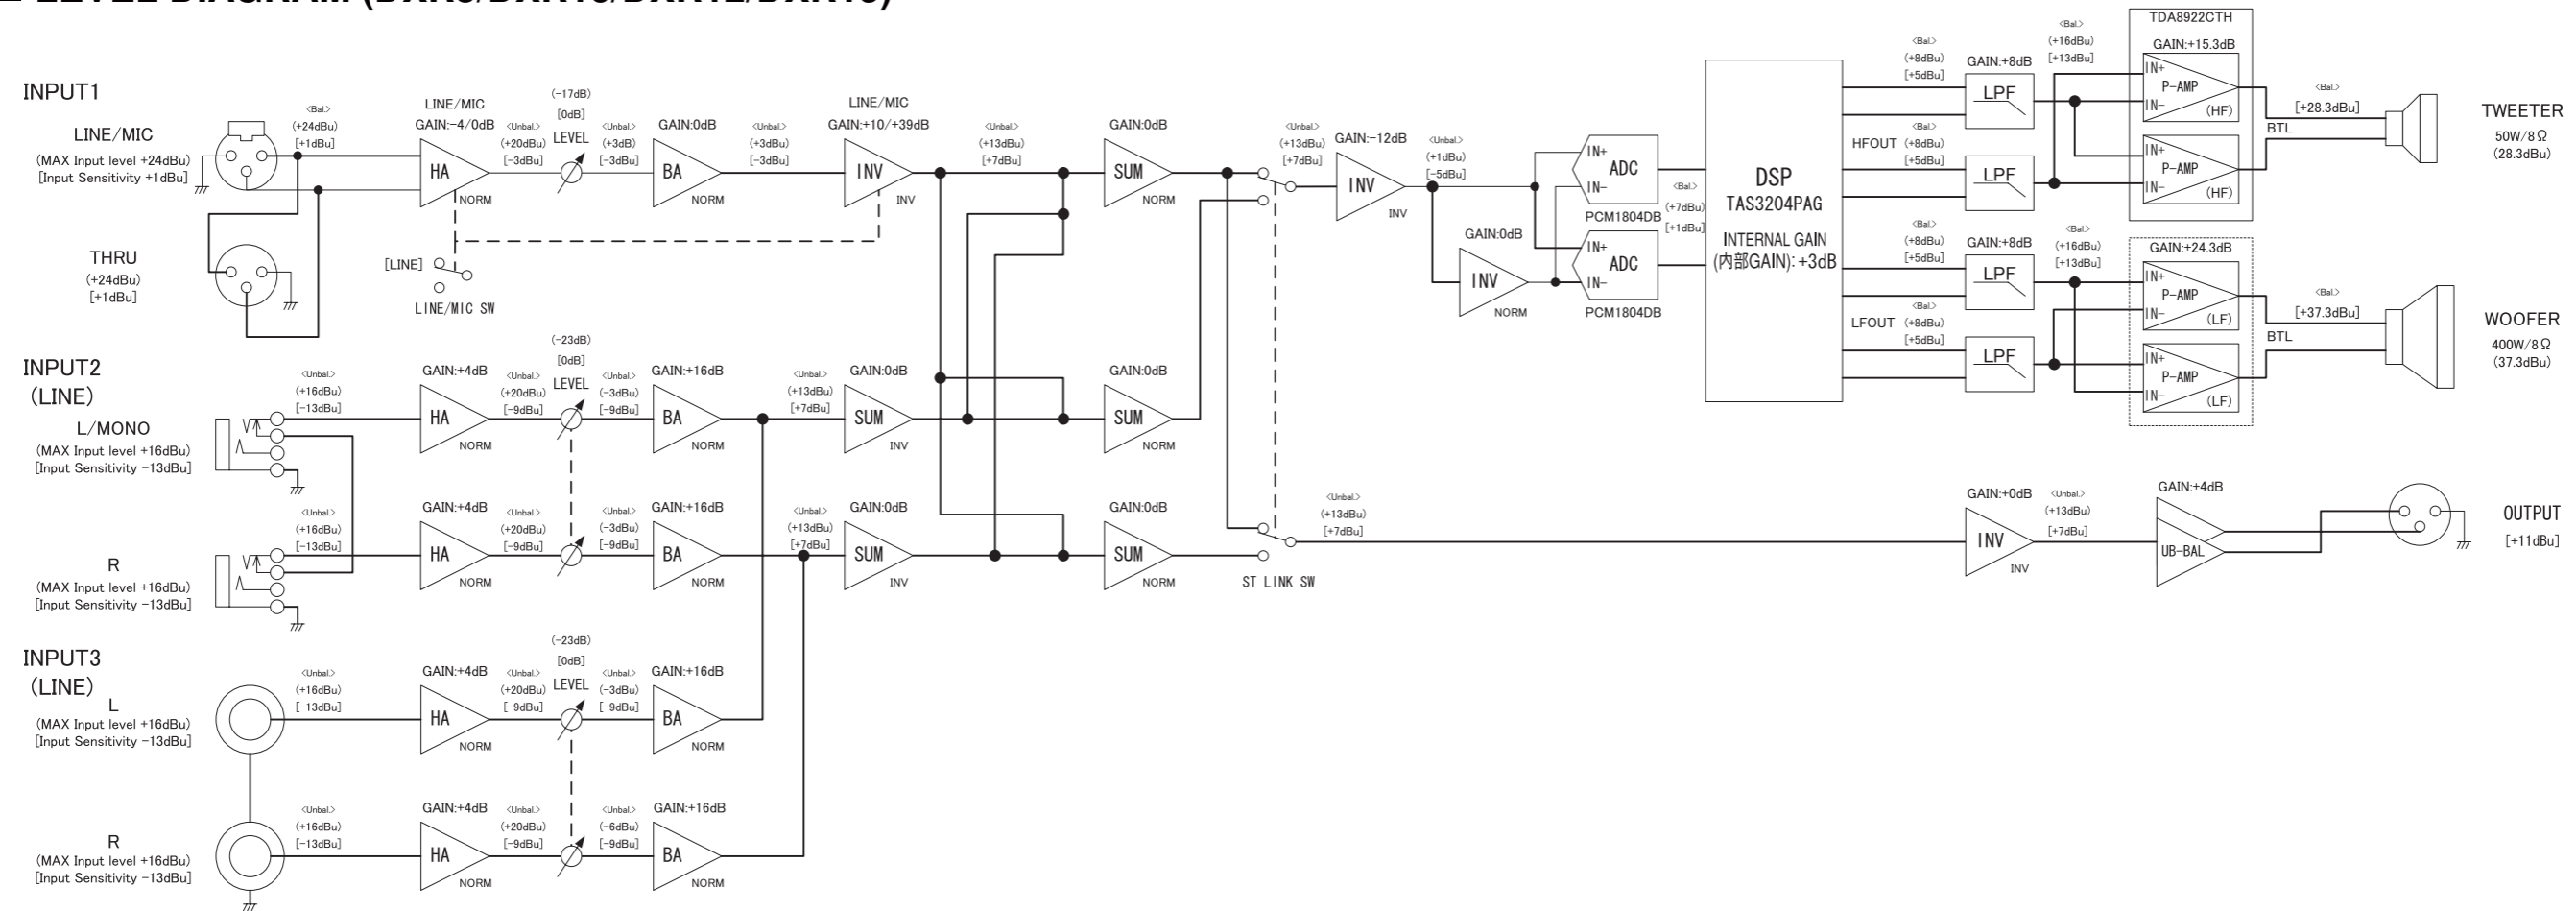 INPUT1
LINE/MIC
(MAX Input level +24dBu)
[Input Sensitivity +1dBu]
<Bal.>
(+24dBu)
[+1dBu]
LINE/MIC
GAIN:-4/0dB
HA
NORM
<Unbal.>
(+20dBu)
[-3dBu]
(-17dB)
[0dB]
LEVEL
<Unbal.>
(+3dB)
[-3dBu]
GAIN:0dB
BA
NORM
<Unbal.>
(+3dBu)
[-3dBu]
LINE/MIC
GAIN:+10/+39dB
INV
INV
<Unbal.>
(+13dBu)
[+7dBu]
GAIN:0dB
SUM
NORM
<Unbal.>
(+13dBu)
[+7dBu]
GAIN:-12dB
INV
INV
<Unbal.>
(+1dBu)
[-5dBu]
GAIN:0dB
INV
NORM
IN+
ADC
IN-
PCM1804DB
IN+
ADC
IN-
PCM1804DB
<Bal.>
(+7dBu)
[+1dBu]
DSP
TAS3204PAG
INTERNAL GAIN
(内部GAIN): +3dB
<Bal.>
(+8dBu)
[+5dBu]
HFOUT
<Bal.>
(+8dBu)
[+5dBu]
<Bal.>
(+8dBu)
[+5dBu]
LFOUT
<Bal.>
(+8dBu)
[+5dBu]
GAIN:+8dB
LPF
LPF
GAIN:+8dB
LPF
LPF
<Bal.>
(+16dBu)
[+13dBu]
<Bal.>
(+16dBu)
[+13dBu]
TDA8922CTH
GAIN:+15.3dB
IN+
P-AMP
IN-
(HF)
IN+
P-AMP
IN-
(HF)
GAIN:+24.3dB
IN+
P-AMP
IN-
(LF)
IN+
P-AMP
IN-
(LF)
<Bal.>
[+28.3dBu]
BTL
TWEETER
50W/8Ω
(28.3dBu)
<Bal.>
[+37.3dBu]
BTL
WOOFER
400W/8Ω
(37.3dBu)
THRU
(+24dBu)
[+1dBu]
[LINE]
LINE/MIC SW
INPUT2
(LINE)
L/MONO
(MAX Input level +16dBu)
[Input Sensitivity -13dBu]
<Unbal.>
(+16dBu)
[-13dBu]
GAIN:+4dB
HA
NORM
<Unbal.>
(+20dBu)
[-9dBu]
(-23dB)
[0dB]
LEVEL
<Unbal.>
(-3dBu)
[-9dBu]
GAIN:+16dB
BA
NORM
<Unbal.>
(+13dBu)
[+7dBu]
GAIN:0dB
SUM
INV
GAIN:0dB
SUM
NORM
R
(MAX Input level +16dBu)
[Input Sensitivity -13dBu]
<Unbal.>
(+16dBu)
[-13dBu]
GAIN:+4dB
HA
NORM
<Unbal.>
(+20dBu)
[-9dBu]
<Unbal.>
(-3dBu)
[-9dBu]
GAIN:+16dB
BA
NORM
<Unbal.>
(+13dBu)
[+7dBu]
GAIN:0dB
SUM
INV
GAIN:0dB
SUM
NORM
ST LINK SW
<Unbal.>
(+13dBu)
[+7dBu]
GAIN:+0dB
INV
INV
<Unbal.>
(+13dBu)
[+7dBu]
GAIN:+4dB
UB-BAL
OUTPUT
[+11dBu]
INPUT3
(LINE)
L
(MAX Input level +16dBu)
[Input Sensitivity -13dBu]
<Unbal.>
(+16dBu)
[-13dBu]
GAIN:+4dB
HA
NORM
<Unbal.>
(+20dBu)
[-9dBu]
(-23dB)
[0dB]
LEVEL
<Unbal.>
(-3dBu)
[-9dBu]
GAIN:+16dB
BA
NORM
R
(MAX Input level +16dBu)
[Input Sensitivity -13dBu]
<Unbal.>
(+16dBu)
[-13dBu]
GAIN:+4dB
HA
NORM
<Unbal.>
(+20dBu)
[-9dBu]
<Unbal.>
(-6dBu)
[-9dBu]
GAIN:+16dB
BA
NORM